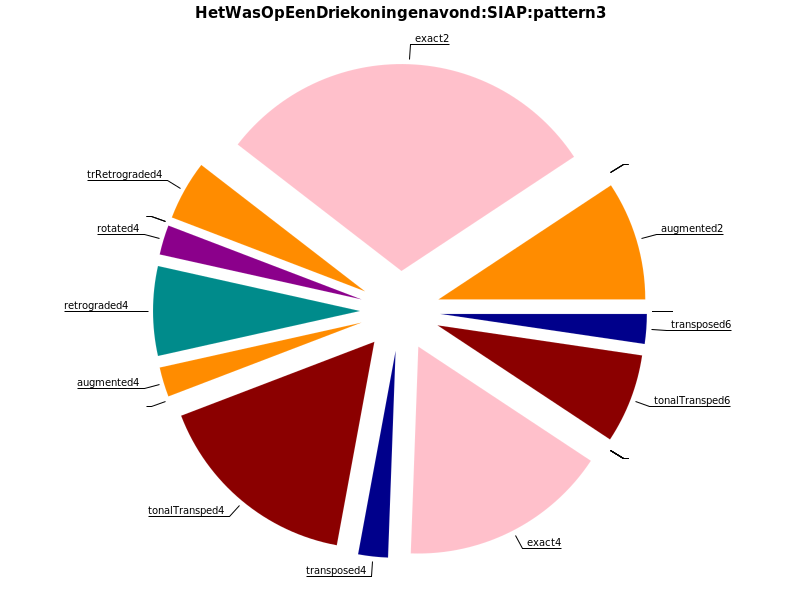 HetWasOpEenDriekoningenavond:SIAP:pattern3
exact2
trRetrograded4
rotated4
augmented2
retrograded4
transposed6
augmented4
tonalTransped6
tonalTransped4
exact4
transposed4